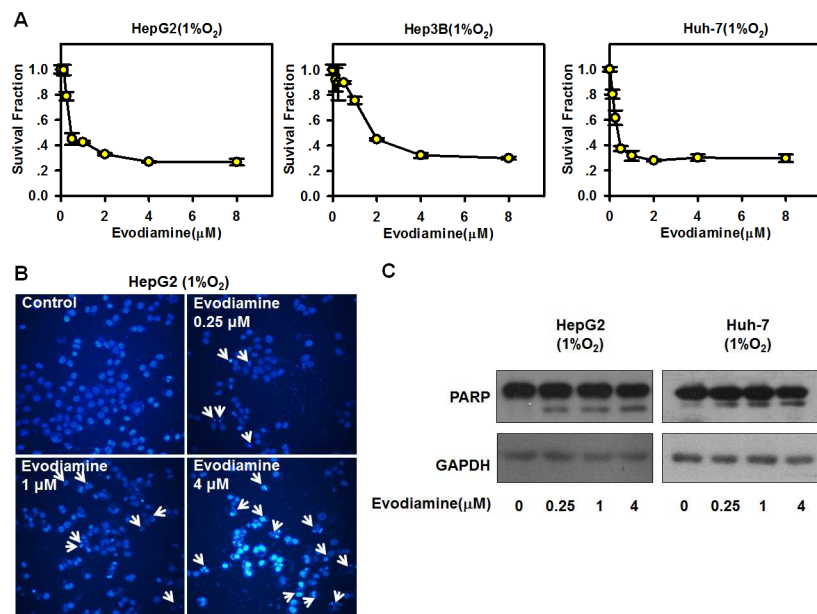 A
HepG2(1%O₂)
Hep3B(1%O₂)
Huh-7(1%O₂)
Suvival Fraction
1.0
.8
.6
.4
.2
0.0
0 2 4 6 8
Evodiamine(μM)
Suvival Fraction
1.0
.8
.6
.4
.2
0.0
0 2 4 6 8
Evodiamine(μM)
Suvival Fraction
1.0
.8
.6
.4
.2
0.0
0 2 4 6 8
Evodiamine(μM)
B
HepG2 (1%O₂)
Control
Evodiamine
0.25 μM
Evodiamine
1 μM
Evodiamine
4 μM
C
HepG2
(1%O₂)
Huh-7
(1%O₂)
PARP
GAPDH
Evodiamine(μM) 0 0.25 1 4 0 0.25 1 4